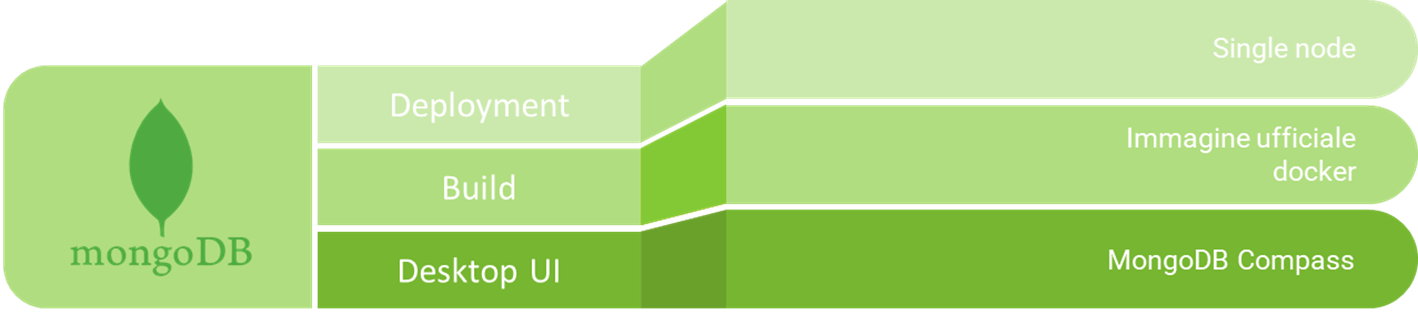 mongoDB
Deployment
Single node
Build
Immagine ufficiale
docker
Desktop UI
MongoDB Compass